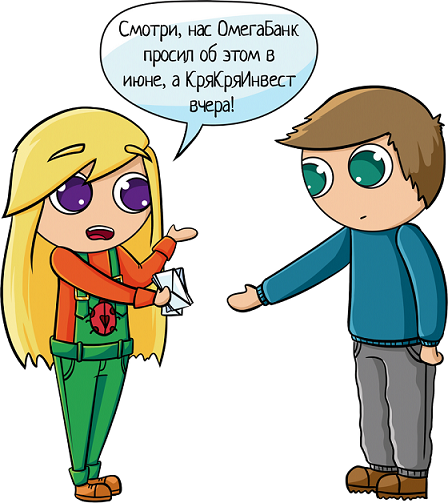 Смотри, нас ОмегаБанк
просил об этом в
июне, а КряКряИнвест
вчера!